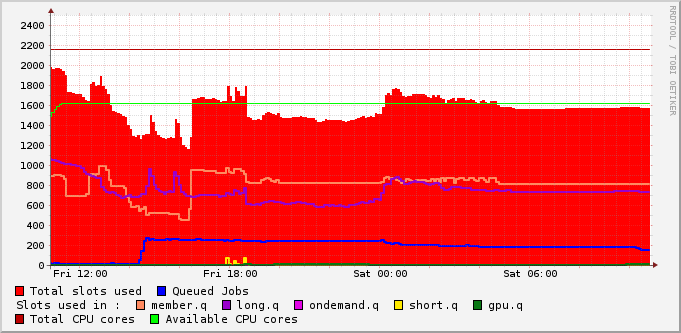 RRDTOOL / TOBI OETIKER
2400
2200
2000
1800
1600
1400
1200
1000
800
600
400
200
0
Fri 12:00 Fri 18:00 Sat 00:00 Sat 06:00
Total slots used Queued Jobs
Slots used in : member.q long.q ondemand.q short.q gpu.q
Total CPU cores Available CPU cores